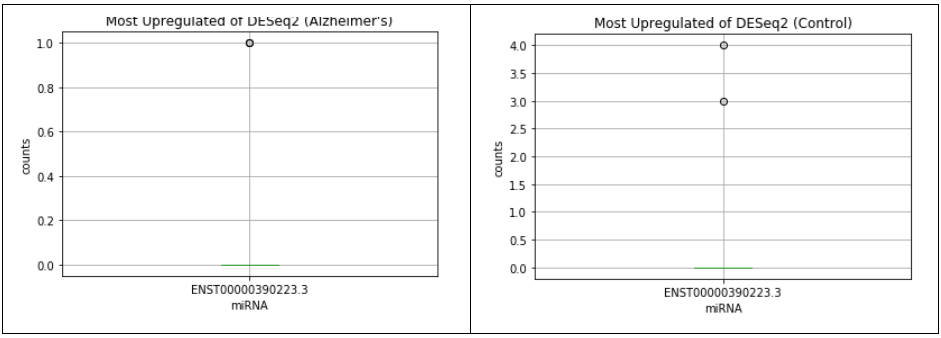 Most Upregulated of DESeq2 (Alzheimer's)
1.0
0.8
0.6
0.4
0.2
0.0
counts
ENST00000390223.3
miRNA
Most Upregulated of DESeq2 (Control)
4.0
3.5
3.0
2.5
2.0
1.5
1.0
0.5
0.0
counts
ENST00000390223.3
miRNA